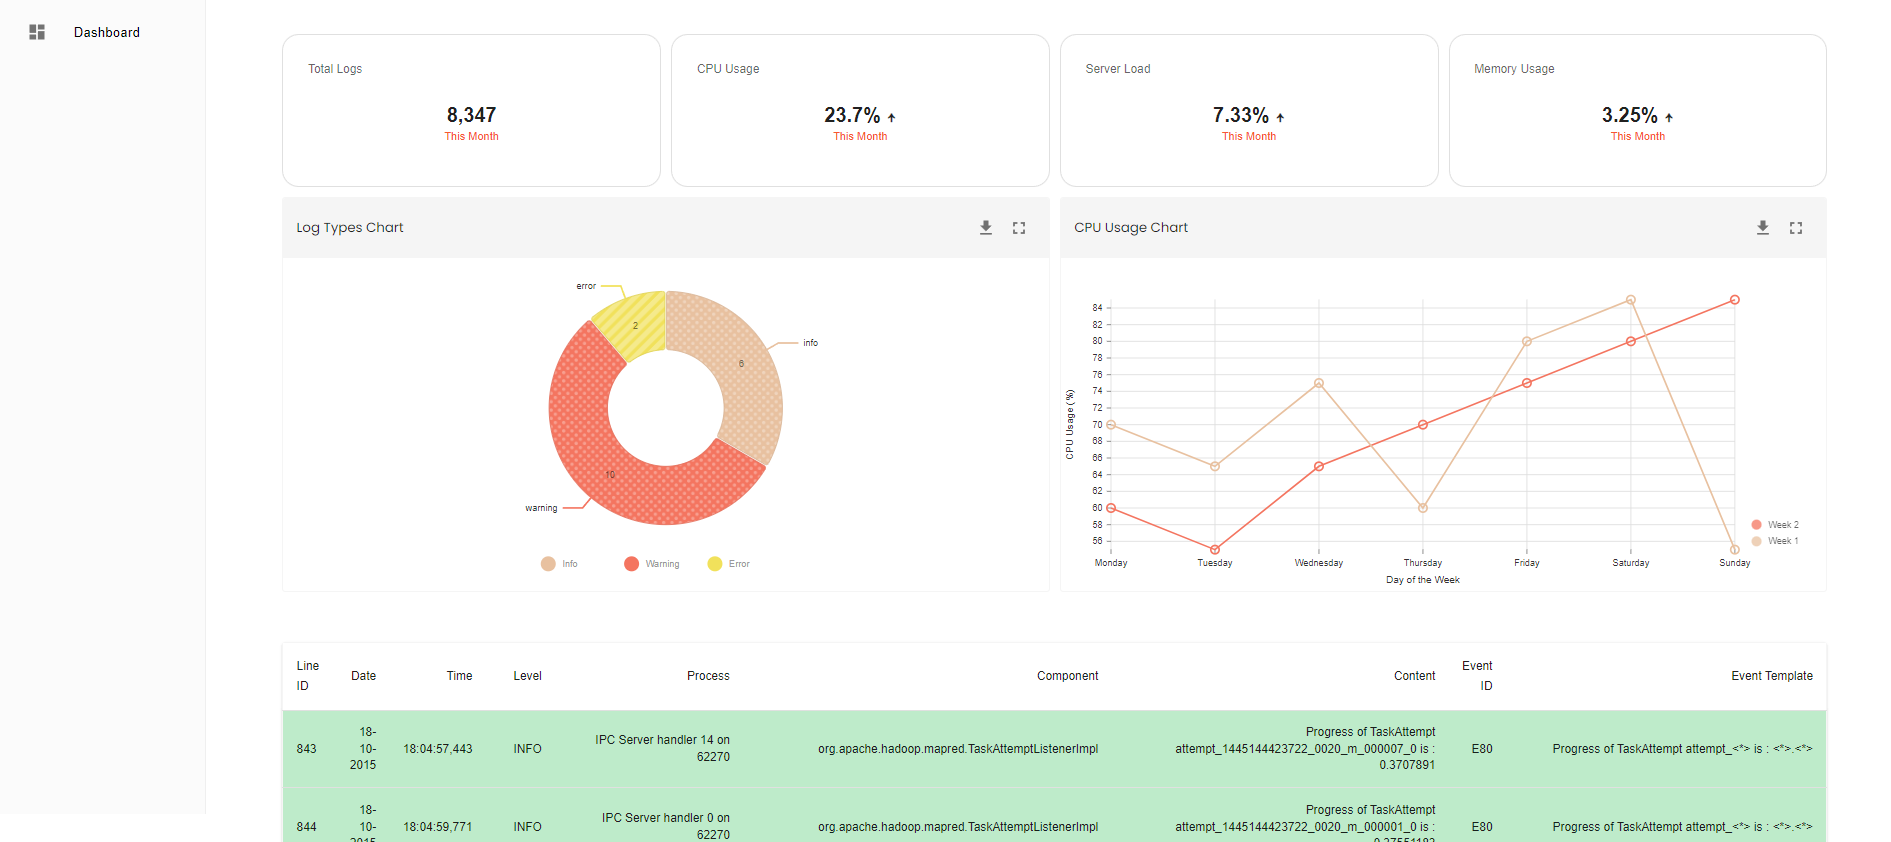 Dashboard
Total Logs
8,347
This Month
CPU Usage
23.7%
This Month
Server Load
7.33%
This Month
Memory Usage
3.25%
This Month
Log Types Chart
error
2
info
6
10
warning
Info Warning Error
CPU Usage Chart
84
82
80
78
76
74
72
70
68
66
64
62
60
58
56
CPU Usage (%)
Week 2
Week 1
Monday Tuesday Wednesday Thursday Friday Saturday Sunday
Day of the Week
Line ID Date Time Level Process Component Content Event ID Event Template
843 18-10-2015 18:04:57,443 INFO IPC Server handler 14 on 62270 org.apache.hadoop.mapred.TaskAttemptListenerImpl Progress of TaskAttempt attempt_1445144423722_0020_m_000007_0 is : 0.3707891 E80 Progress of TaskAttempt attempt_<*> is : <*>.<*>
844 18-10-2015 18:04:59,771 INFO IPC Server handler 0 on 62270 org.apache.hadoop.mapred.TaskAttemptListenerImpl Progress of TaskAttempt attempt_1445144423722_0020_m_000001_0 is : E80 Progress of TaskAttempt attempt_<*> is : <*>.<*>